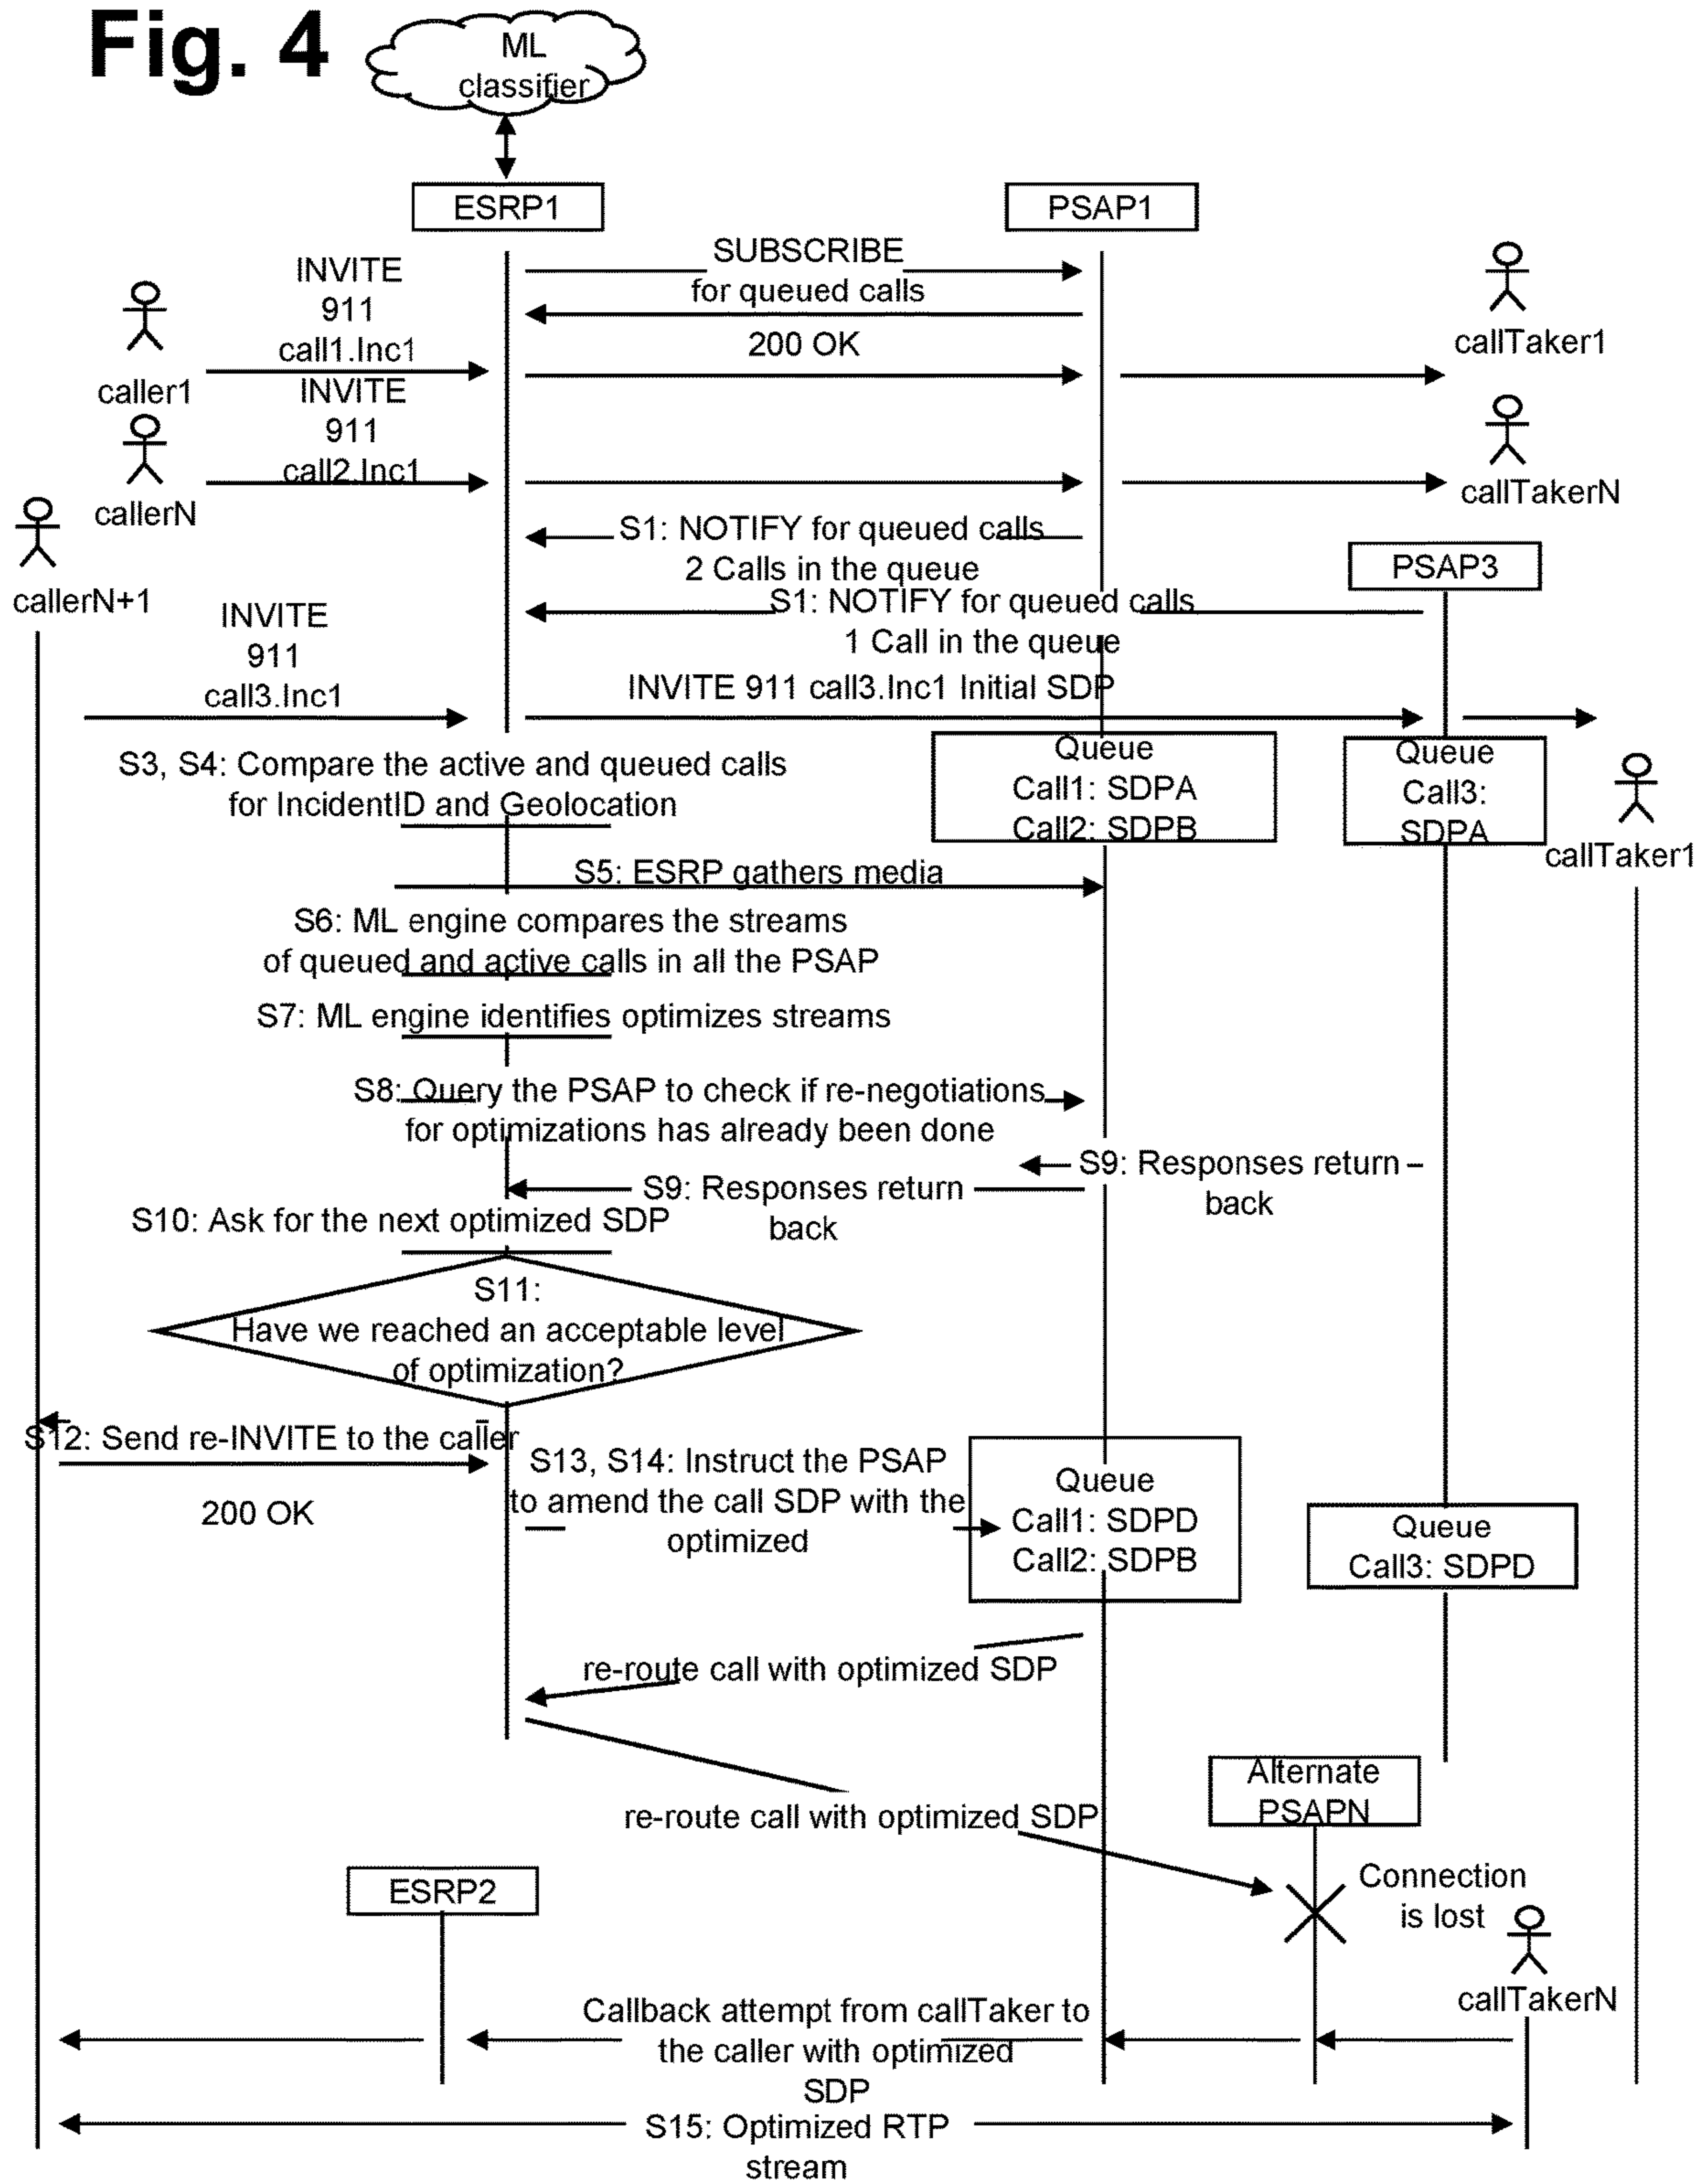 Fig. 4
ML
classifier
ESRP1
PSAP1
SUBSCRIBE
for queued calls
200 OK
INVITE
911
call1.Inc1
caller1
callTaker1
INVITE
911
call2.Inc1
callerN
callTakerN
callerN+1
S1: NOTIFY for queued calls
2 Calls in the queue
PSAP3
S1: NOTIFY for queued calls
1 Call in the queue
INVITE
911
call3.Inc1
INVITE 911 call3.Inc1 Initial SDP
S3, S4: Compare the active and queued calls
for IncidentID and Geolocation
Queue
Call1: SDPA
Call2: SDPB
Queue
Call3:
SDPA
callTaker1
S5: ESRP gathers media
S6: ML engine compares the streams
of queued and active calls in all the PSAP
S7: ML engine identifies optimizes streams
S8: Query the PSAP to check if re-negotiations
for optimizations has already been done
S9: Responses return
back
S9: Responses return
back
S10: Ask for the next optimized SDP
S11:
Have we reached an acceptable level
of optimization?
S12: Send re-INVITE to the caller
200 OK
S13, S14: Instruct the PSAP
to amend the call SDP with the
optimized
Queue
Call1: SDPD
Call2: SDPB
Queue
Call3: SDPD
re-route call with optimized SDP
re-route call with optimized SDP
Alternate
PSAPN
Connection
is lost
ESRP2
callTakerN
Callback attempt from callTaker to
the caller with optimized
SDP
S15: Optimized RTP
stream